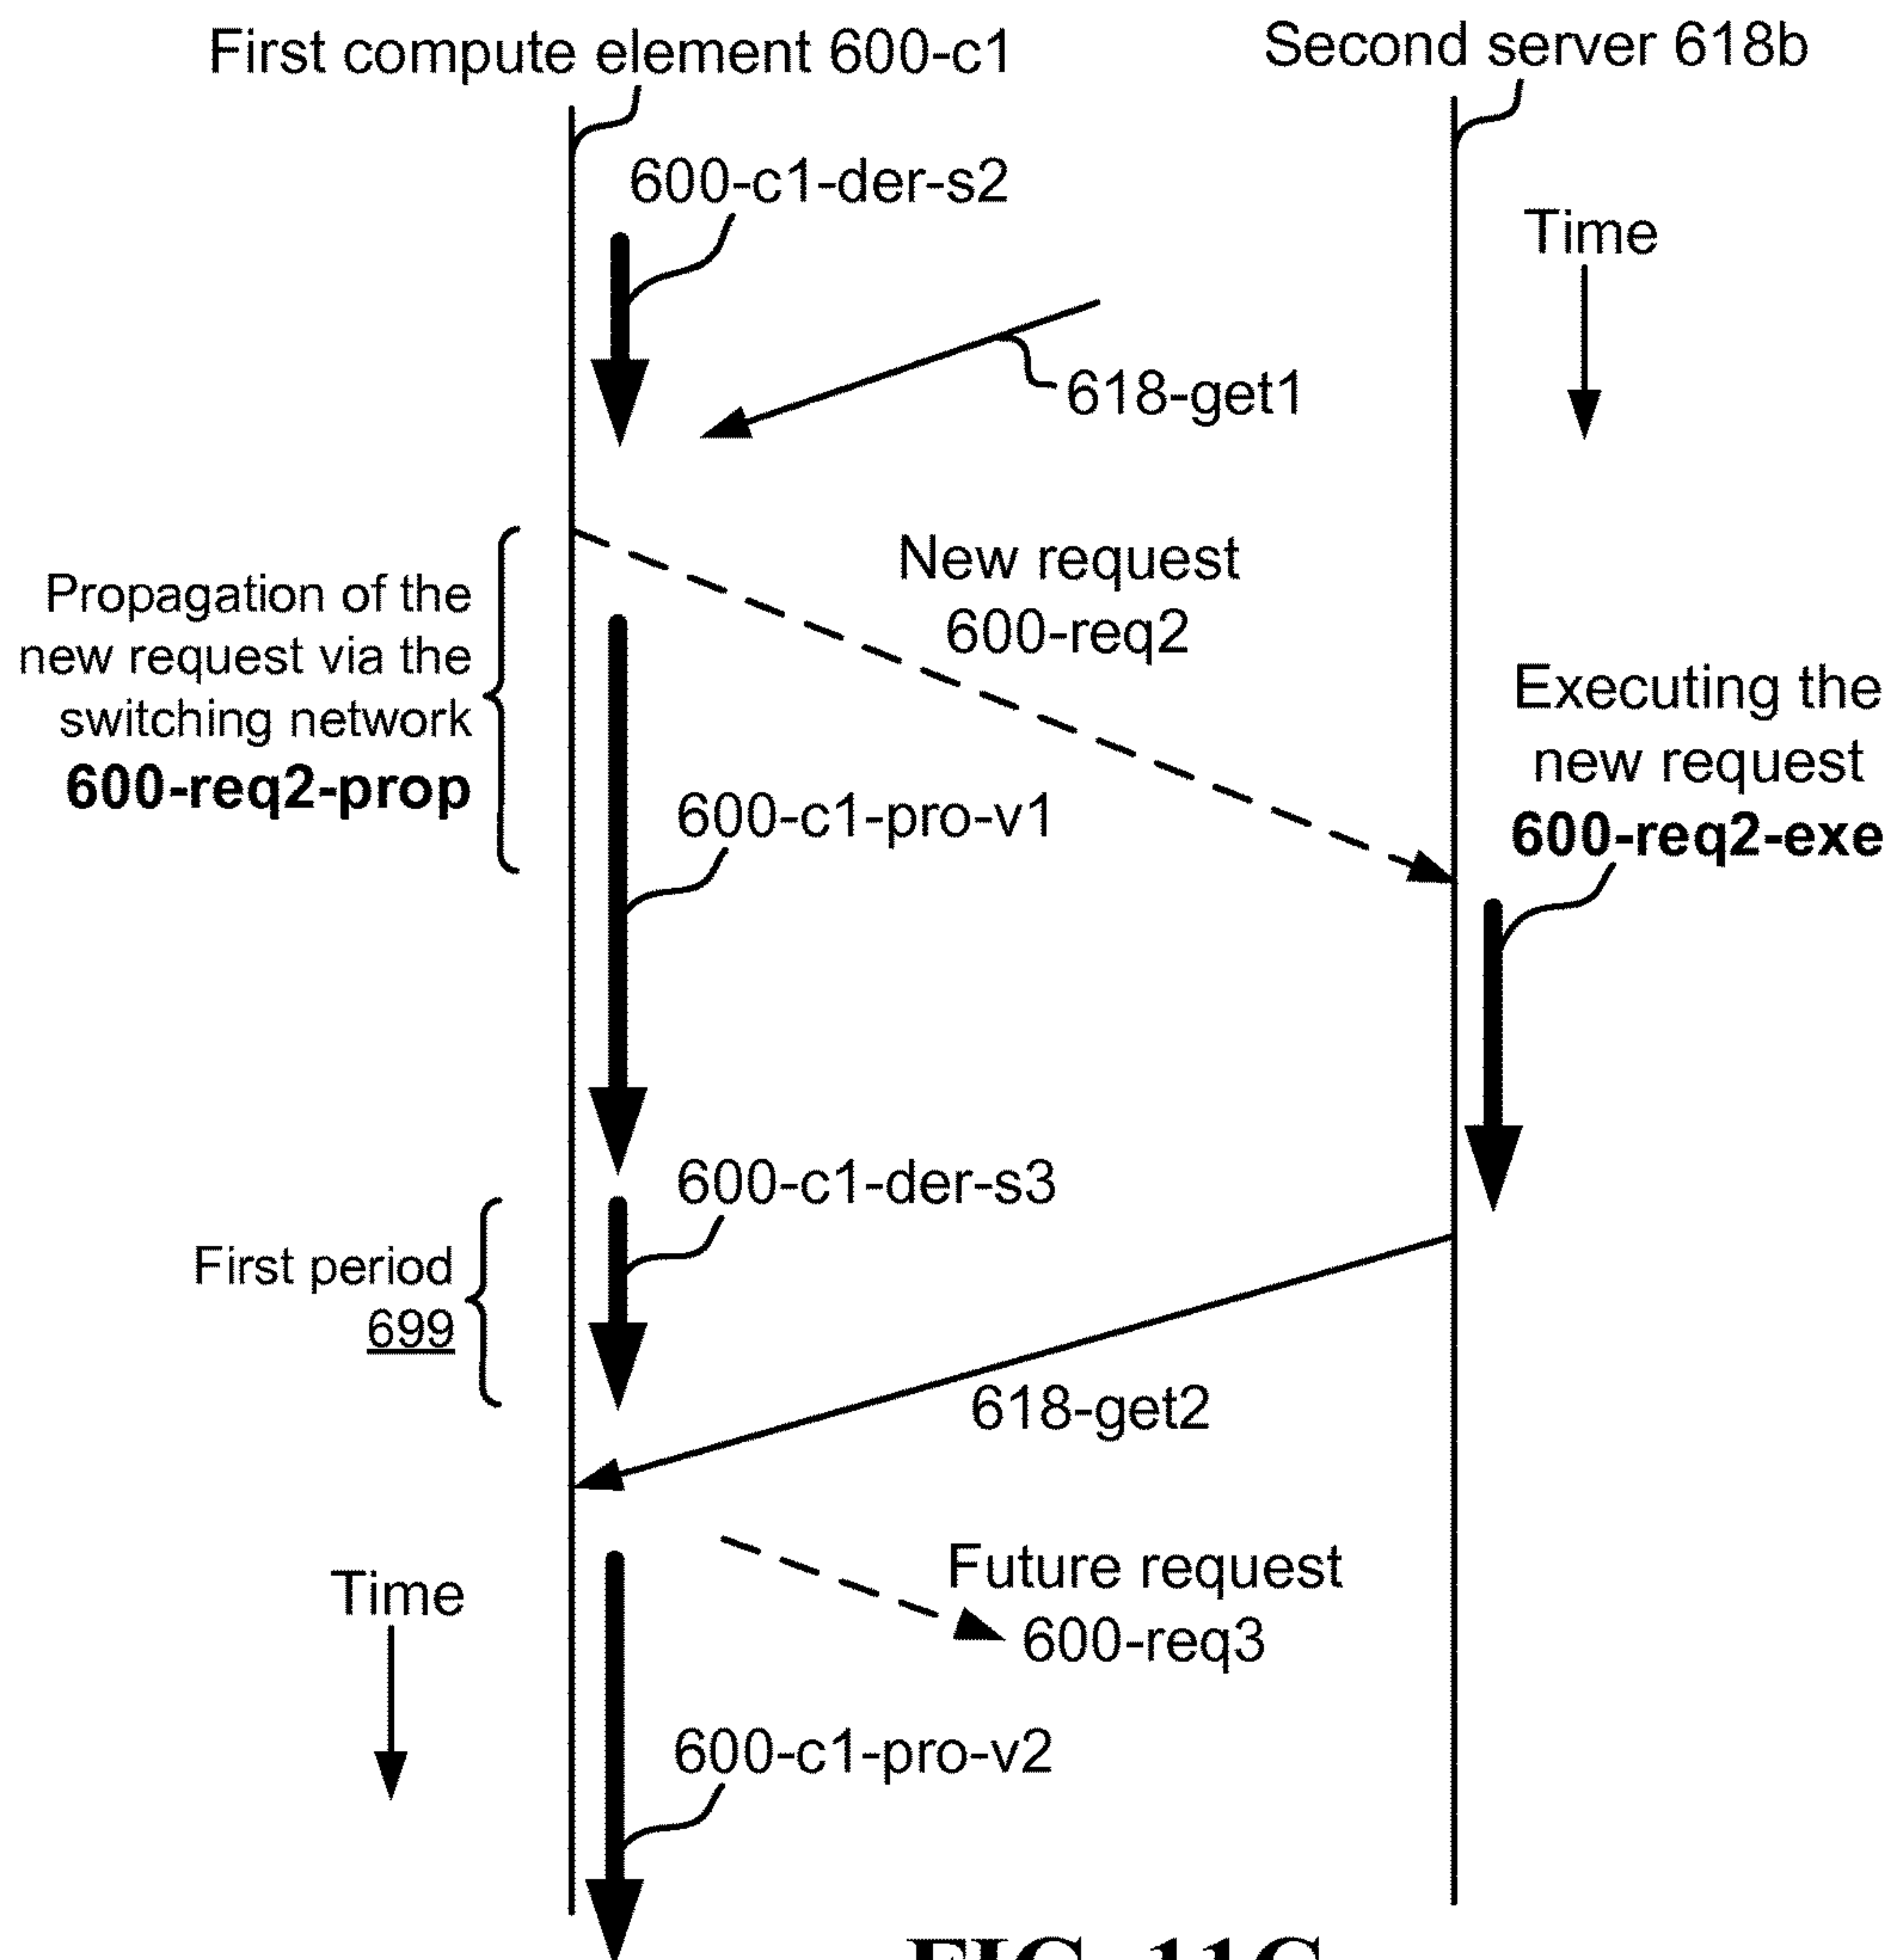 First compute element 600-c1
Second server 618b
600-c1-der-s2
Time
618-get1
New request
600-req2
Propagation of the
new request via the
switching network
600-req2-prop
Executing the
new request
600-req2-exe
600-c1-pro-v1
600-c1-der-s3
First period
699
618-get2
Future request
600-req3
Time
600-c1-pro-v2
FIG. 11C